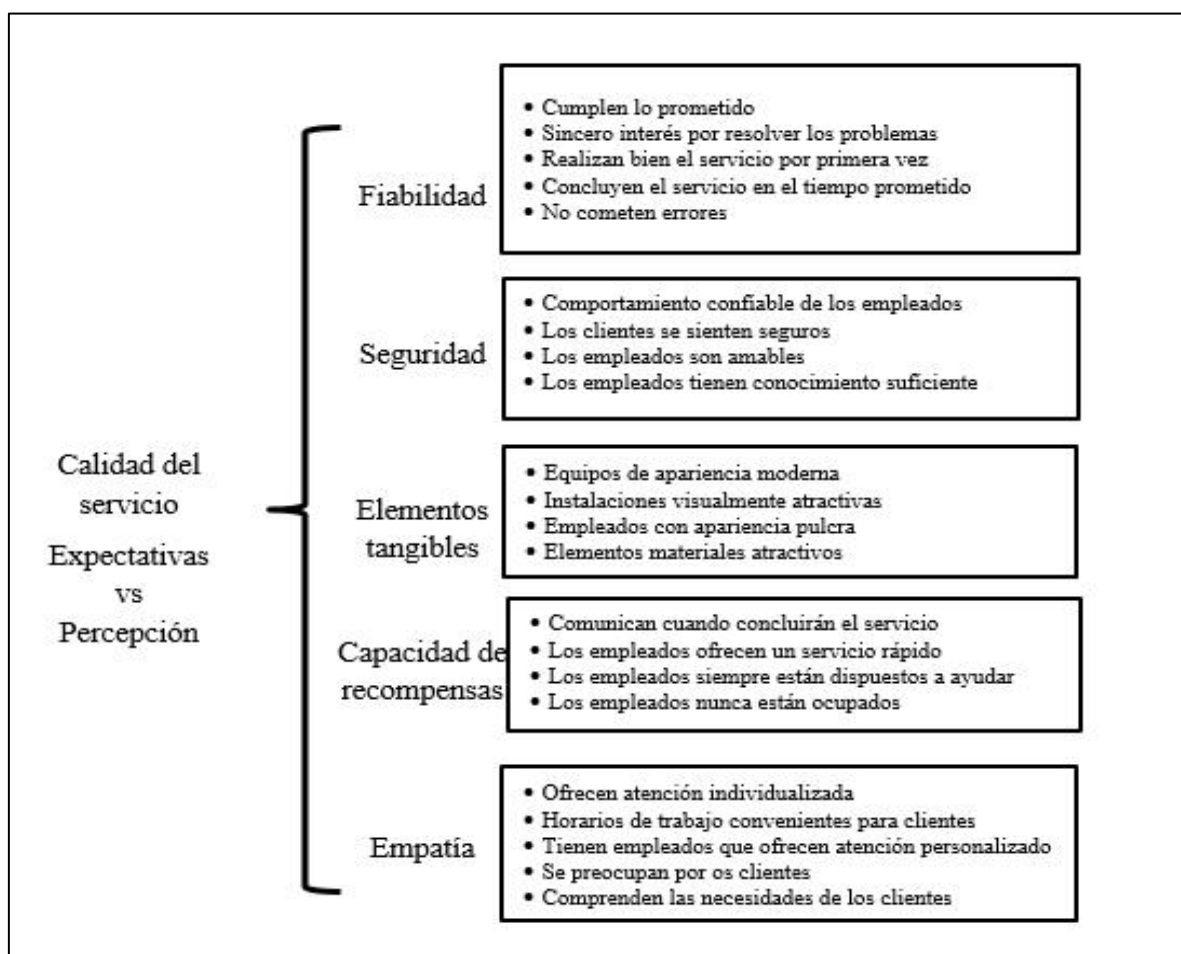 Calidad del
servicio
Expectativas
vs
Percepción
Fiabilidad
• Cumplen lo prometido
• Sincero interés por resolver los problemas
• Realizan bien el servicio por primera vez
• Concluyen el servicio en el tiempo prometido
• No cometen errores
Seguridad
• Comportamiento confiable de los empleados
• Los clientes se sienten seguros
• Los empleados son amables
• Los empleados tienen conocimiento suficiente
Elementos
tangibles
• Equipos de apariencia moderna
• Instalaciones visualmente atractivas
• Empleados con apariencia pulcra
• Elementos materiales atractivos
Capacidad de
recompensas
• Comunican cuando concluirán el servicio
• Los empleados ofrecen un servicio rápido
• Los empleados siempre están dispuestos a ayudar
• Los empleados nunca están ocupados
Empatía
• Ofrecen atención individualizada
• Horarios de trabajo convenientes para clientes
• Tienen empleados que ofrecen atención personalizado
• Se preocupan por os clientes
• Comprenden las necesidades de los clientes